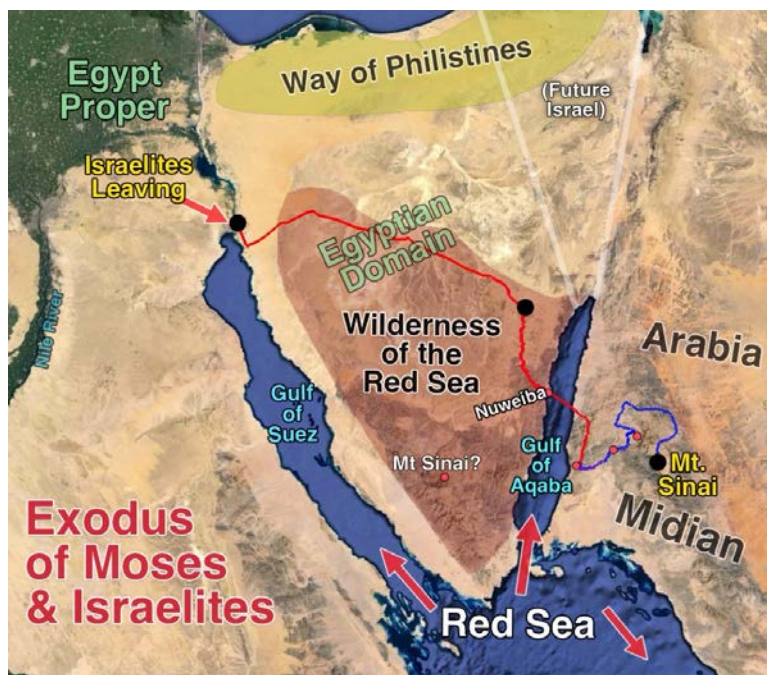 Way of Philistines
Egypt
Proper
(Future
Israel)
Israelites
Leaving
Egyptian
Domain
Wilderness
of the
Red Sea
Nile River
Arabia
Gulf
of
Suez
Nuweiba
Gulf
of
Aqaba
Mt Sinai?
Mt.
Sinai
Midian
Exodus
of Moses
& Israelites
Red Sea